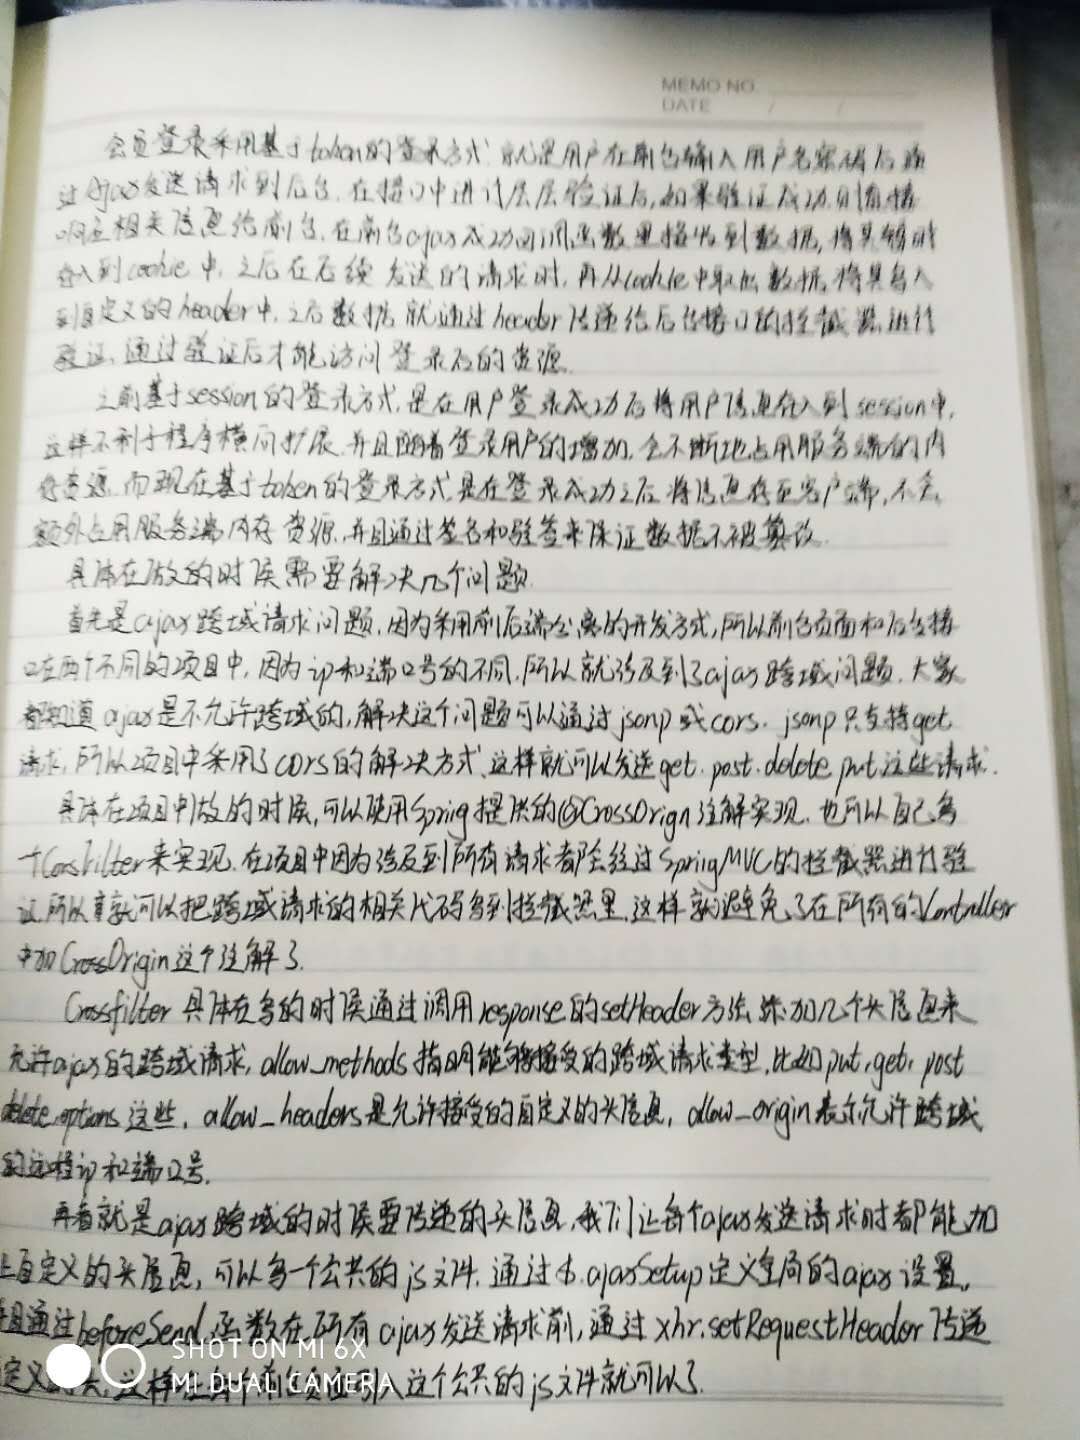 MEMO NO.
DATE / /
会员登录采用基于token的登录方式,就是用户在前台输入用户名密码后通
过Ajax发送请求到后台,在接口中进行层层验证后,如果验证成功,则直接
响应相关信息给前台,在前台ajax成功回调函数里接收到数据,将其临时
存入到cookie中,之后在后续发送的请求时,再从cookie中取出数据,将其写入
到自定义的header中,之后数据就通过header传递给后台接口的拦截器,进行
验证,通过验证后才能访问登录后的资源.
之前基于session的登录方式,是在用户登录成功后将用户信息存入到session中,
这样不利于程序横向扩展,并且随着登录用户的增加,会不断地占用服务端的内
存资源,而现在基于token的登录方式是在登录成功之后将信息存至客户端,不会
额外占用服务端内存资源,并且通过签名和验签来保证数据不被篡改.
具体在做的时候需要解决几个问题.
首先是ajax跨域请求问题,因为采用前后端分离的开发方式,所以前台页面和后台接
口在两个不同的项目中,因为ip和端口号的不同,所以就涉及到了ajax跨域问题,大家
都知道ajax是不允许跨域的,解决这个问题可以通过jsonp或cors. jsonp只支持get
请求,所以项目中采用了cors的解决方式,这样就可以发送get.post.delete put这些请求.
具体在项目中做的时候,可以使用Spring提供的@CrossOrign注解实现,也可以自己写
个CorsFilter来实现,在项目中因为涉及到所有请求都会经过SpringMVC的拦截器进行验
证,所以就可以把跨域请求的相关代码写到拦截器里,这样就避免了在所有的Controller
中加CrossOrigin这个注解了.
Crossfilter具体在写的时候通过调用response的setHeader方法添加几个头信息来
允许ajax的跨域请求, allow_methods指明能够接受的跨域请求类型,比如put,get,post
delete,options这些, allow_headers是允许接受的自定义的头信息, allow_origin表示允许跨域
的远程ip和端口号.
再者就是ajax跨域的时候要传递的头信息,我们让每个ajax发送请求时都能加
上自定义的头信息,可以写一个公共的js文件,通过$.ajaxSetup定义全局的ajax设置,
并且通过beforeSend函数在所有ajax发送请求前,通过xhr.setRequestHeader传递
定义的头,这样让每个前台页面引入这个公共的js文件就可以了.
SHOT ON MI 6X
MI DUAL CAMERA